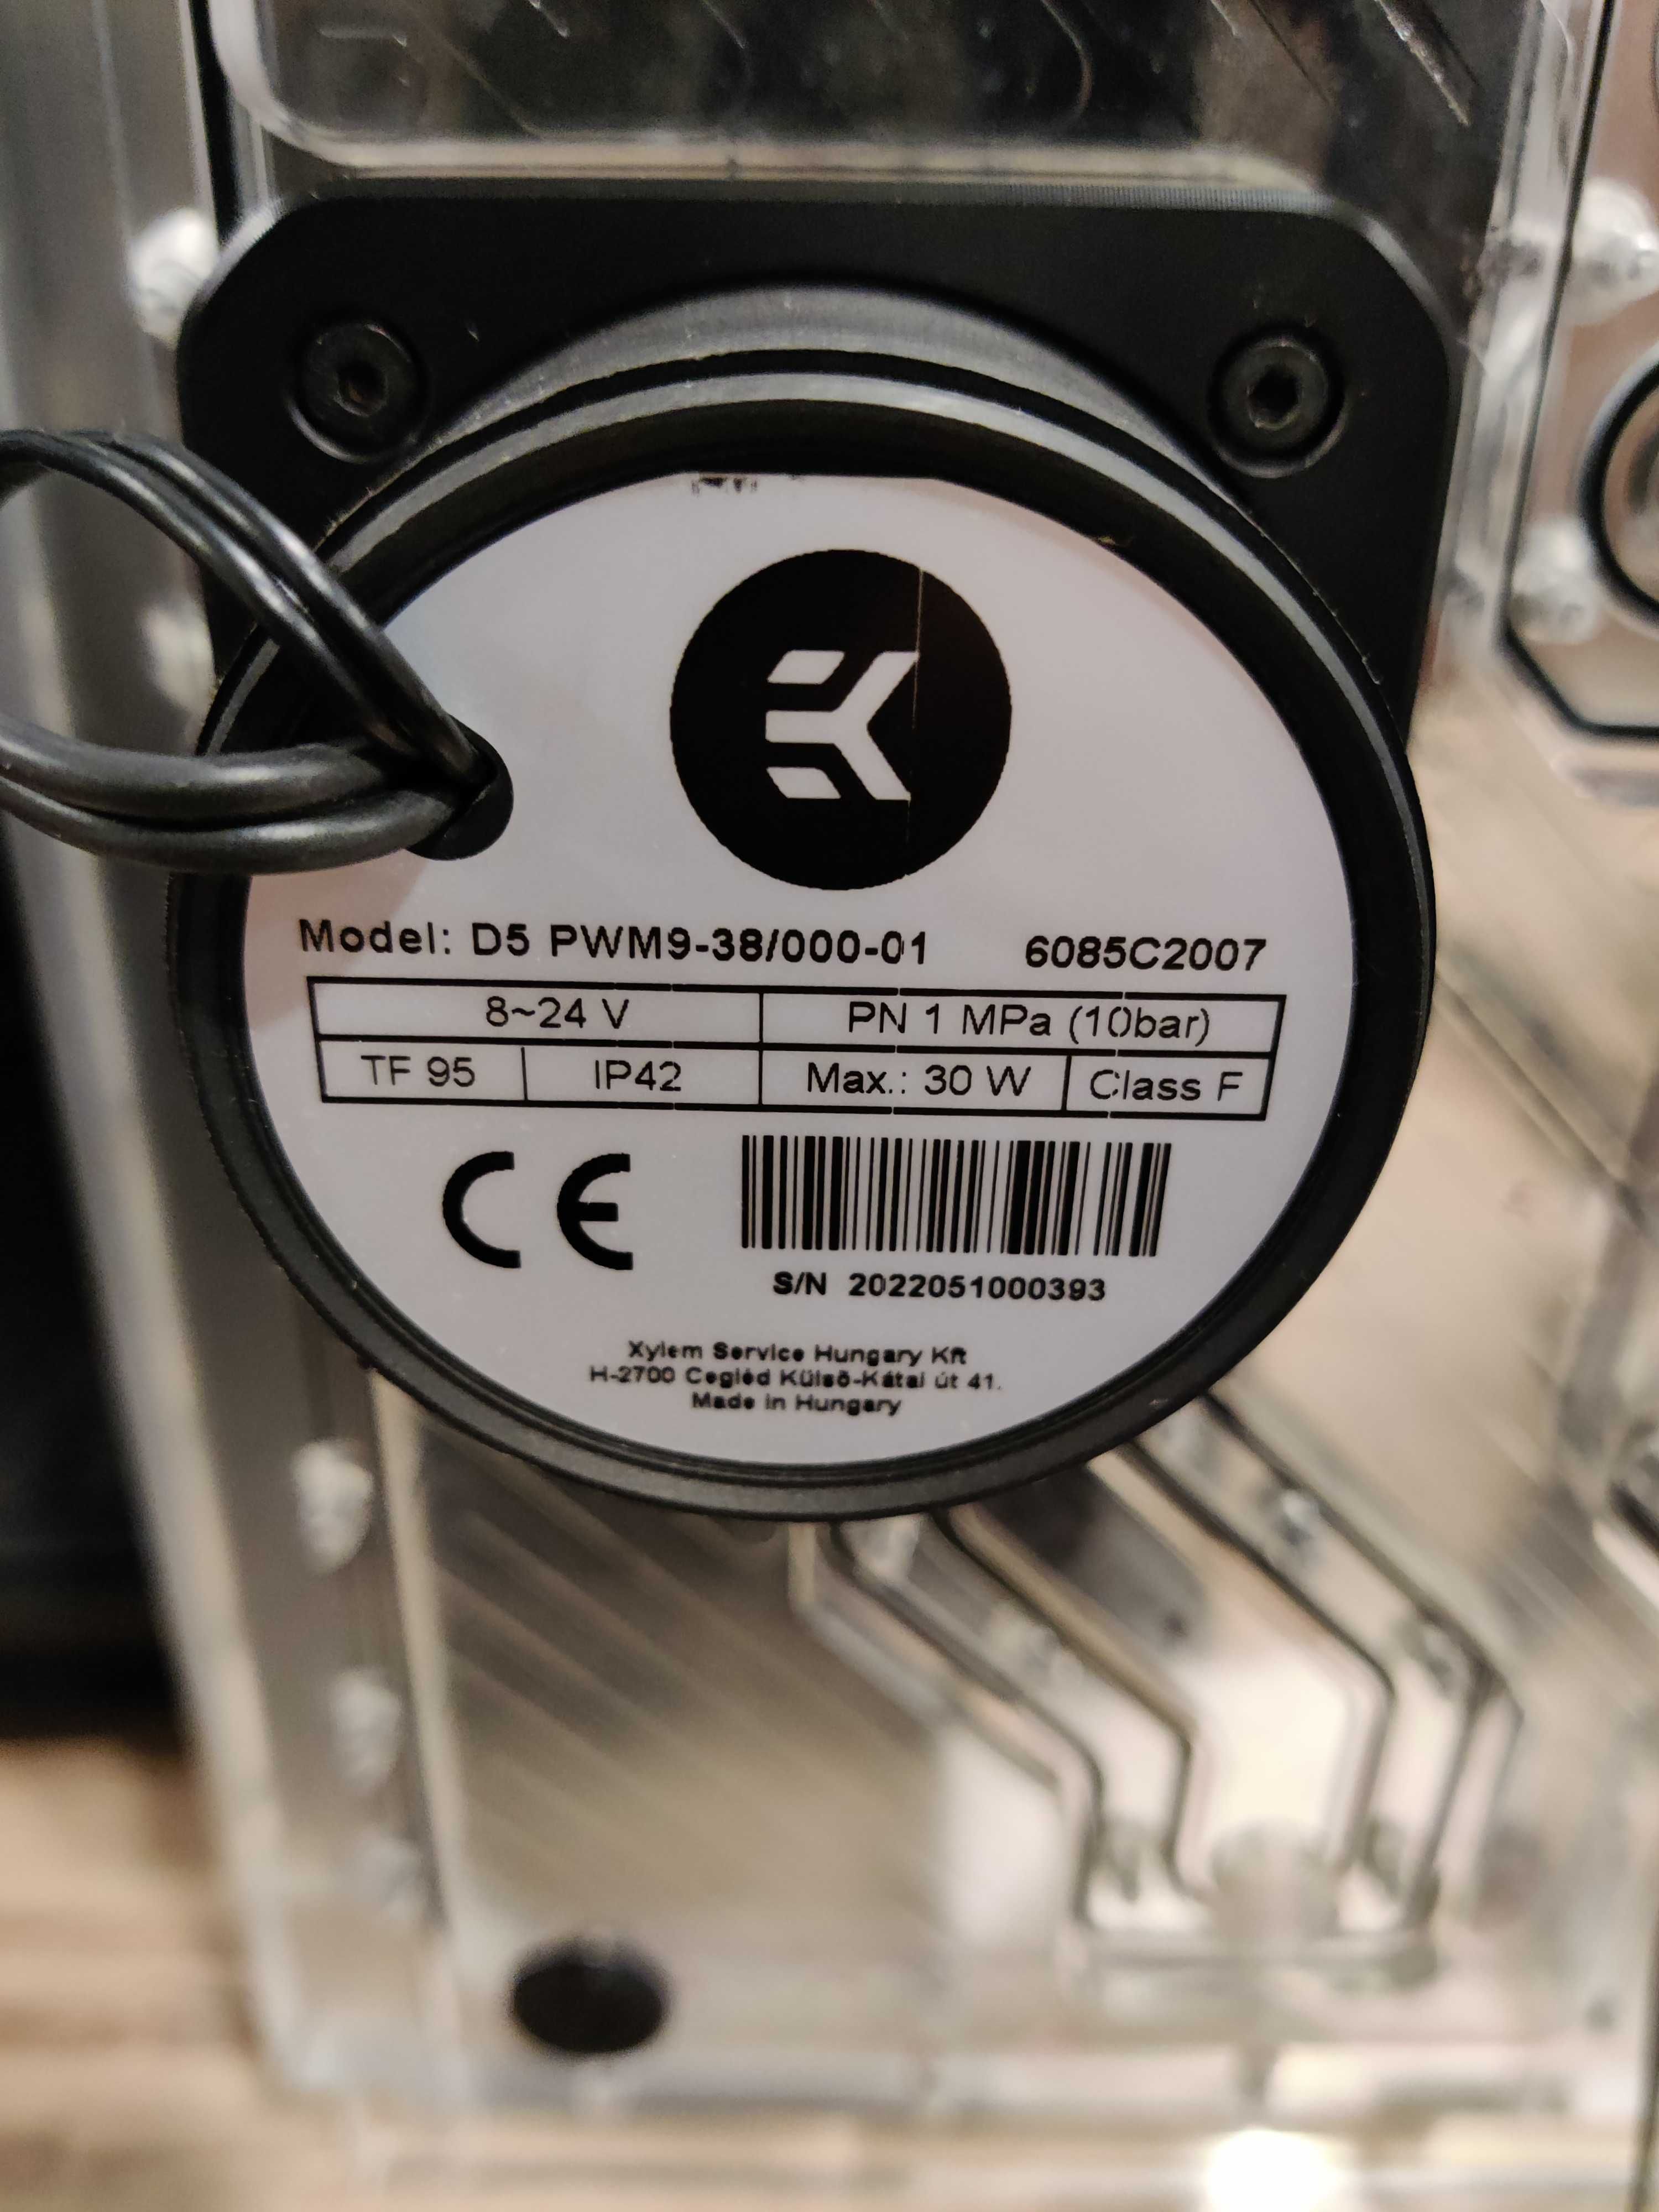 EK
Model: D5 PWM9-38/000-01 6085C2007
8~24 V PN 1 MPa (10bar)
TF 95 IP42 Max.: 30 W Class F
CE
S/N 2022051000393
Xylem Service Hungary Kft
H-2700 Cegléd Külső-Kátai út 41.
Made in Hungary